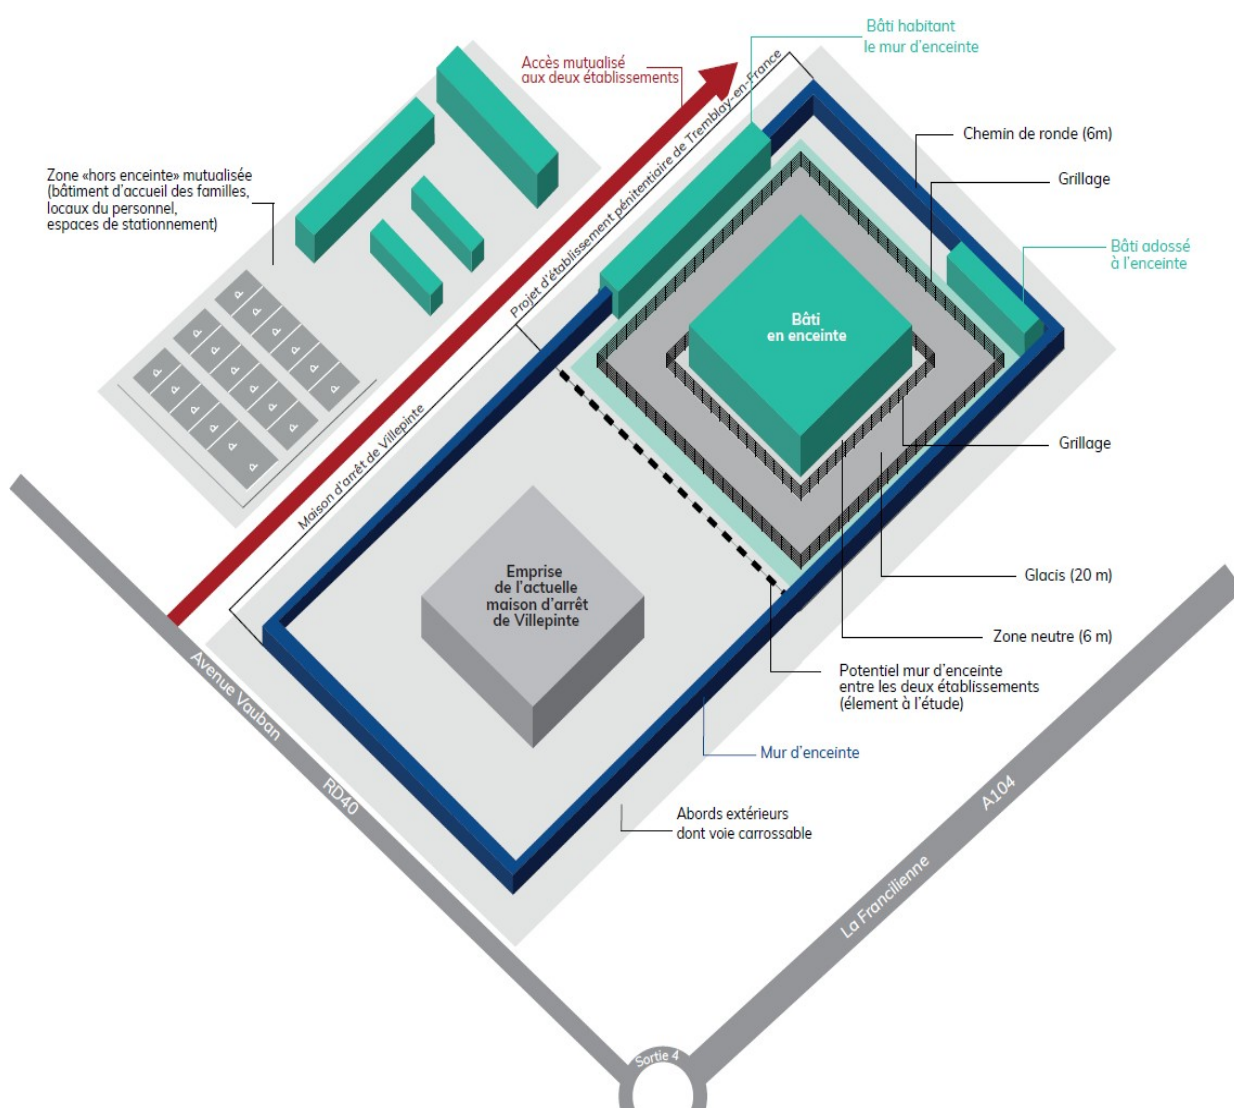 Bâti habitant
le mur d'enceinte
Accès mutualisé
aux deux établissements
Chemin de ronde (6m)
Zone «hors enceinte» mutualisée
(bâtiment d'accueil des familles,
locaux du personnel,
espaces de stationnement)
Grillage
Projet d'établissement pénitentiaire de Tremblay-en-France
Bâti adossé
à l'enceinte
Bâti
en enceinte
P P P P P P P P P P P P P P P P P
Maison d'arrêt de Villepinte
Grillage
Emprise
de l'actuelle
maison d'arrêt
de Villepinte
Glacis (20 m)
Zone neutre (6 m)
Potentiel mur d'enceinte
entre les deux établissements
(élement à l'étude)
Avenue Vauban
RD40
Mur d'enceinte
Abords extérieurs
dont voie carrossable
A104
La Francilienne
Sortie 4